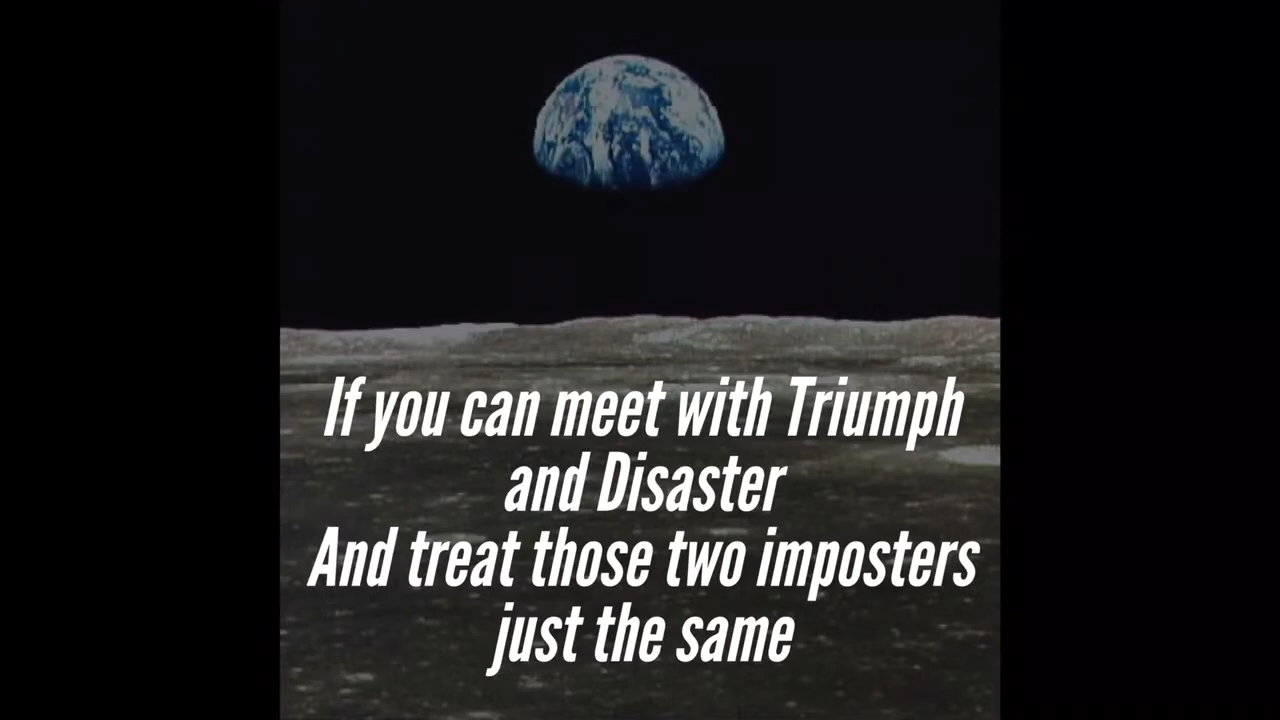 If you can meet with Triumph
and Disaster
And treat those two imposters
just the same